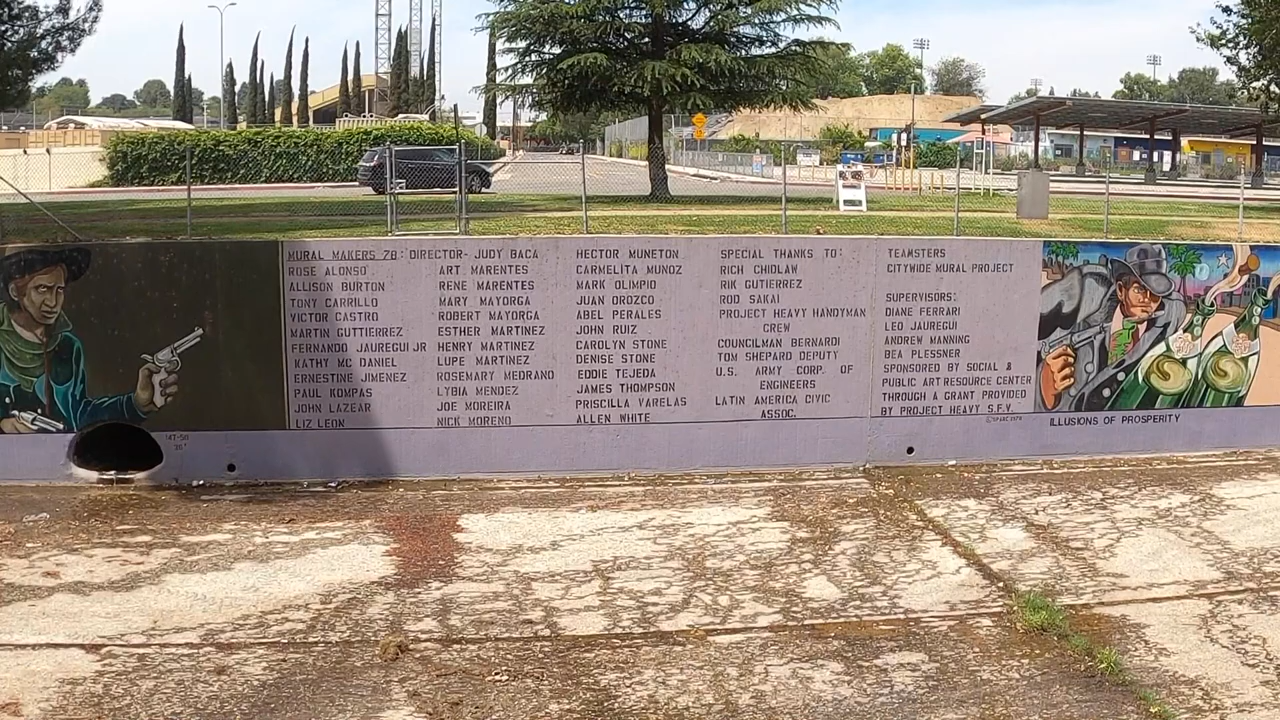 MURAL MAKERS 78: DIRECTOR- JUDY BACA
ROSE ALONSO
ALLISON BURTON
TONY CARRILLO
VICTOR CASTRO
MARTIN GUTTIERREZ
FERNANDO JAUREGUI JR
KATHY MC DANIEL
ERNESTINE JIMENEZ
PAUL KOMPAS
JOHN LAZEAR
LIZ LEON
ART MARENTES
RENE MARENTES
MARY MAYORGA
ROBERT MAYORGA
ESTHER MARTINEZ
HENRY MARTINEZ
LUPE MARTINEZ
ROSEMARY MEDRANO
LYBIA MENDEZ
JOE MOREIRA
NICK MORENO
HECTOR MUNETON
CARMELITA MUNOZ
MARK OLIMPIO
JUAN OROZCO
ABEL PERALES
JOHN RUIZ
CAROLYN STONE
DENISE STONE
EDDIE TEJEDA
JAMES THOMPSON
PRISCILLA VARELAS
ALLEN WHITE
SPECIAL THANKS TO:
RICH CHIDLAW
RIK GUTIERREZ
ROD SAKAI
PROJECT HEAVY HANDYMAN
CREW
COUNCILMAN BERNARDI
TOM SHEPARD DEPUTY
U.S. ARMY CORP. OF
ENGINEERS
LATIN AMERICA CIVIC
ASSOC.
TEAMSTERS
CITYWIDE MURAL PROJECT
SUPERVISORS:
DIANE FERRARI
LEO JAUREGUI
ANDREW MANNING
BEA PLESSNER
SPONSORED BY SOCIAL &
PUBLIC ART RESOURCE CENTER
THROUGH A GRANT PROVIDED
BY PROJECT HEAVY S.F.V.
ILLUSIONS OF PROSPERITY